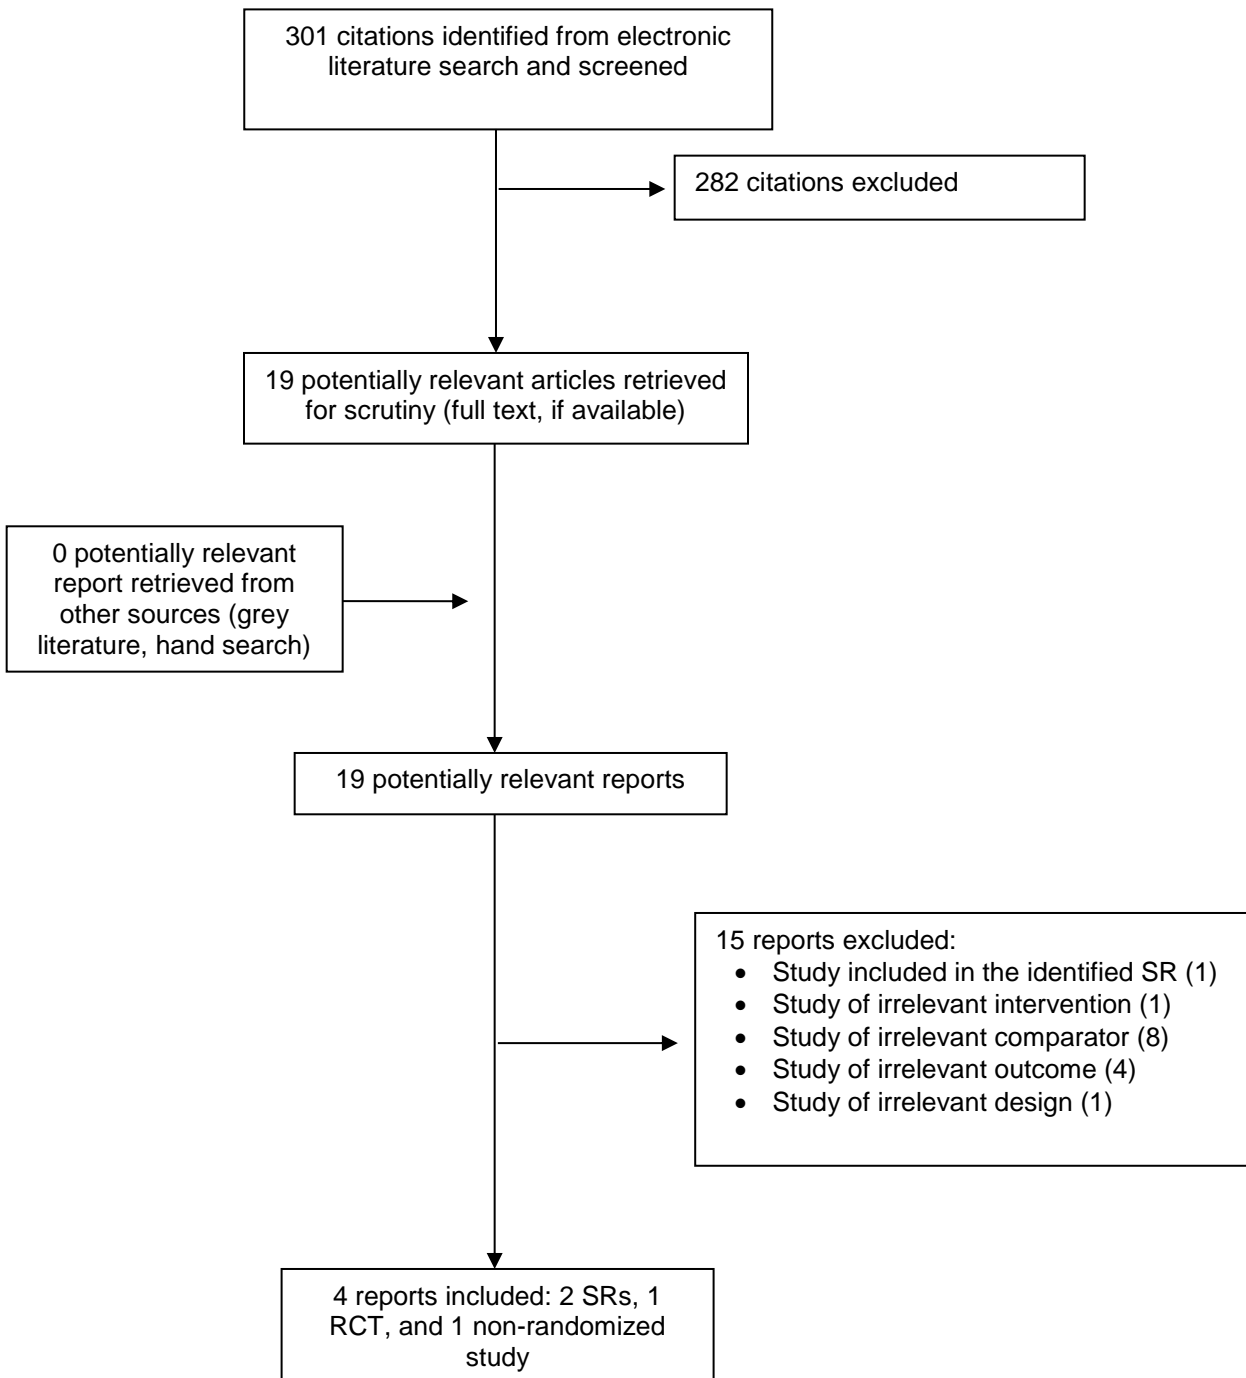 301 citations identified from electronic
literature search and screened
282 citations excluded
19 potentially relevant articles retrieved
for scrutiny (full text, if available)
0 potentially relevant
report retrieved from
other sources (grey
literature, hand search)
19 potentially relevant reports
15 reports excluded:
• Study included in the identified SR (1)
• Study of irrelevant intervention (1)
• Study of irrelevant comparator (8)
• Study of irrelevant outcome (4)
• Study of irrelevant design (1)
4 reports included: 2 SRs, 1
RCT, and 1 non-randomized
study